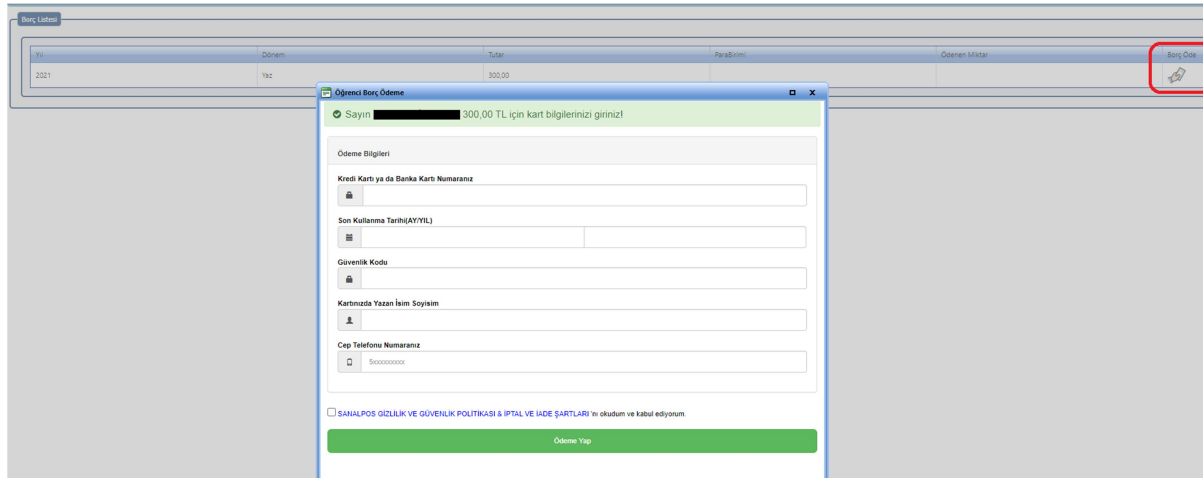 Borç Listesi
Yıl Dönem Tutar ParaBirimi Ödenen Miktar Borç Öde
2021 Yaz 300,00
Öğrenci Borç Ödeme
Sayın 300,00 TL için kart bilgilerinizi giriniz!
Ödeme Bilgileri
Kredi Kartı ya da Banka Kartı Numaranız
Son Kullanma Tarihi(AY/YIL)
Güvenlik Kodu
Kartınızda Yazan İsim Soyisim
Cep Telefonu Numaranız
5xxxxxxxxx
SANALPOS GİZLİLİK VE GÜVENLİK POLİTİKASI & İPTAL VE İADE ŞARTLARI 'nı okudum ve kabul ediyorum.
Ödeme Yap